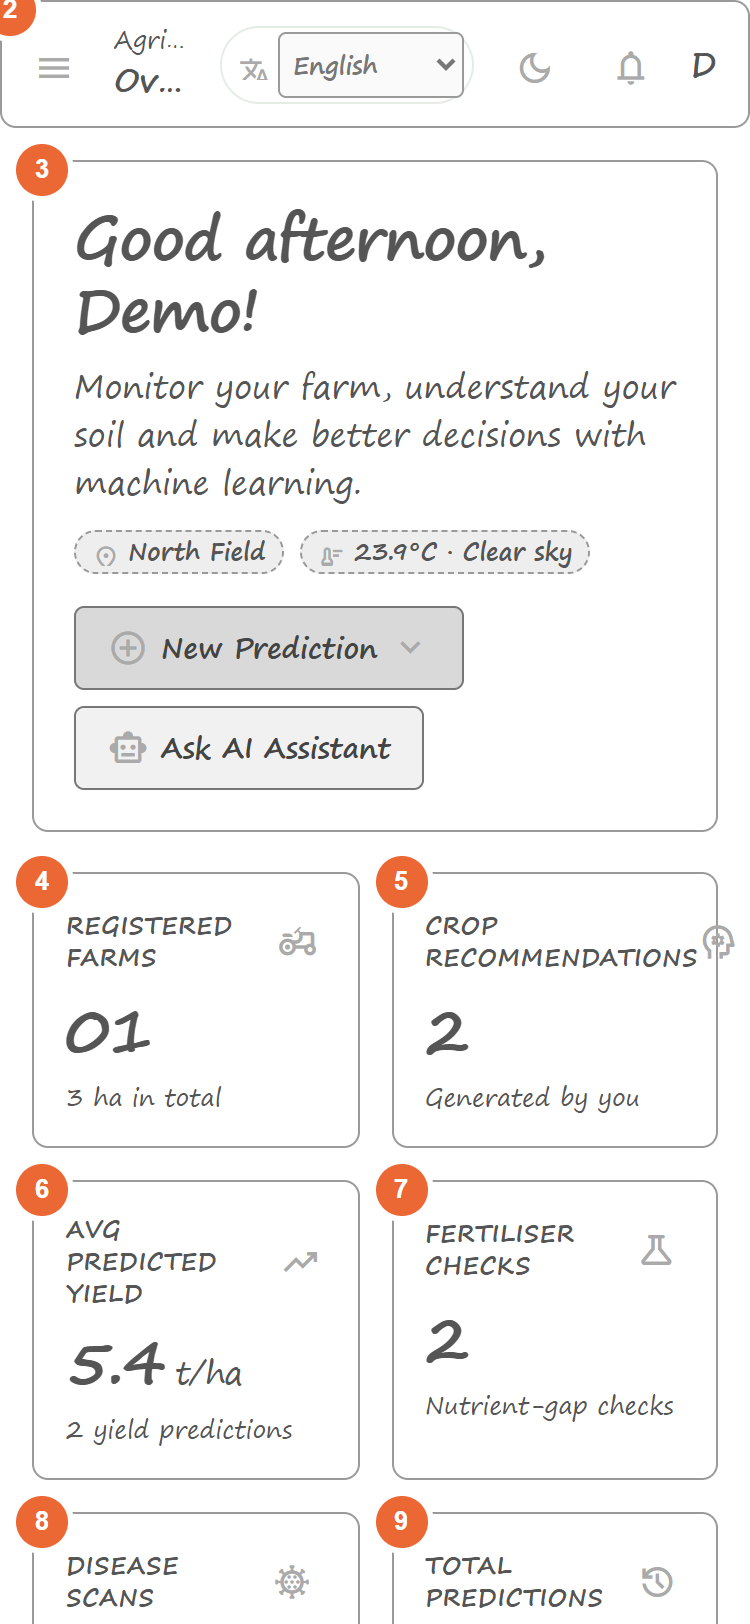 2
Agri...
Ov...
English
D
3
Good afternoon,
Demo!
Monitor your farm, understand your
soil and make better decisions with
machine learning.
North Field
23.9°C · Clear sky
New Prediction
Ask AI Assistant
4
REGISTERED
FARMS
01
3 ha in total
5
CROP
RECOMMENDATIONS
2
Generated by you
6
AVG
PREDICTED
YIELD
5.4 t/ha
2 yield predictions
7
FERTILISER
CHECKS
2
Nutrient-gap checks
8
DISEASE
SCANS
9
TOTAL
PREDICTIONS